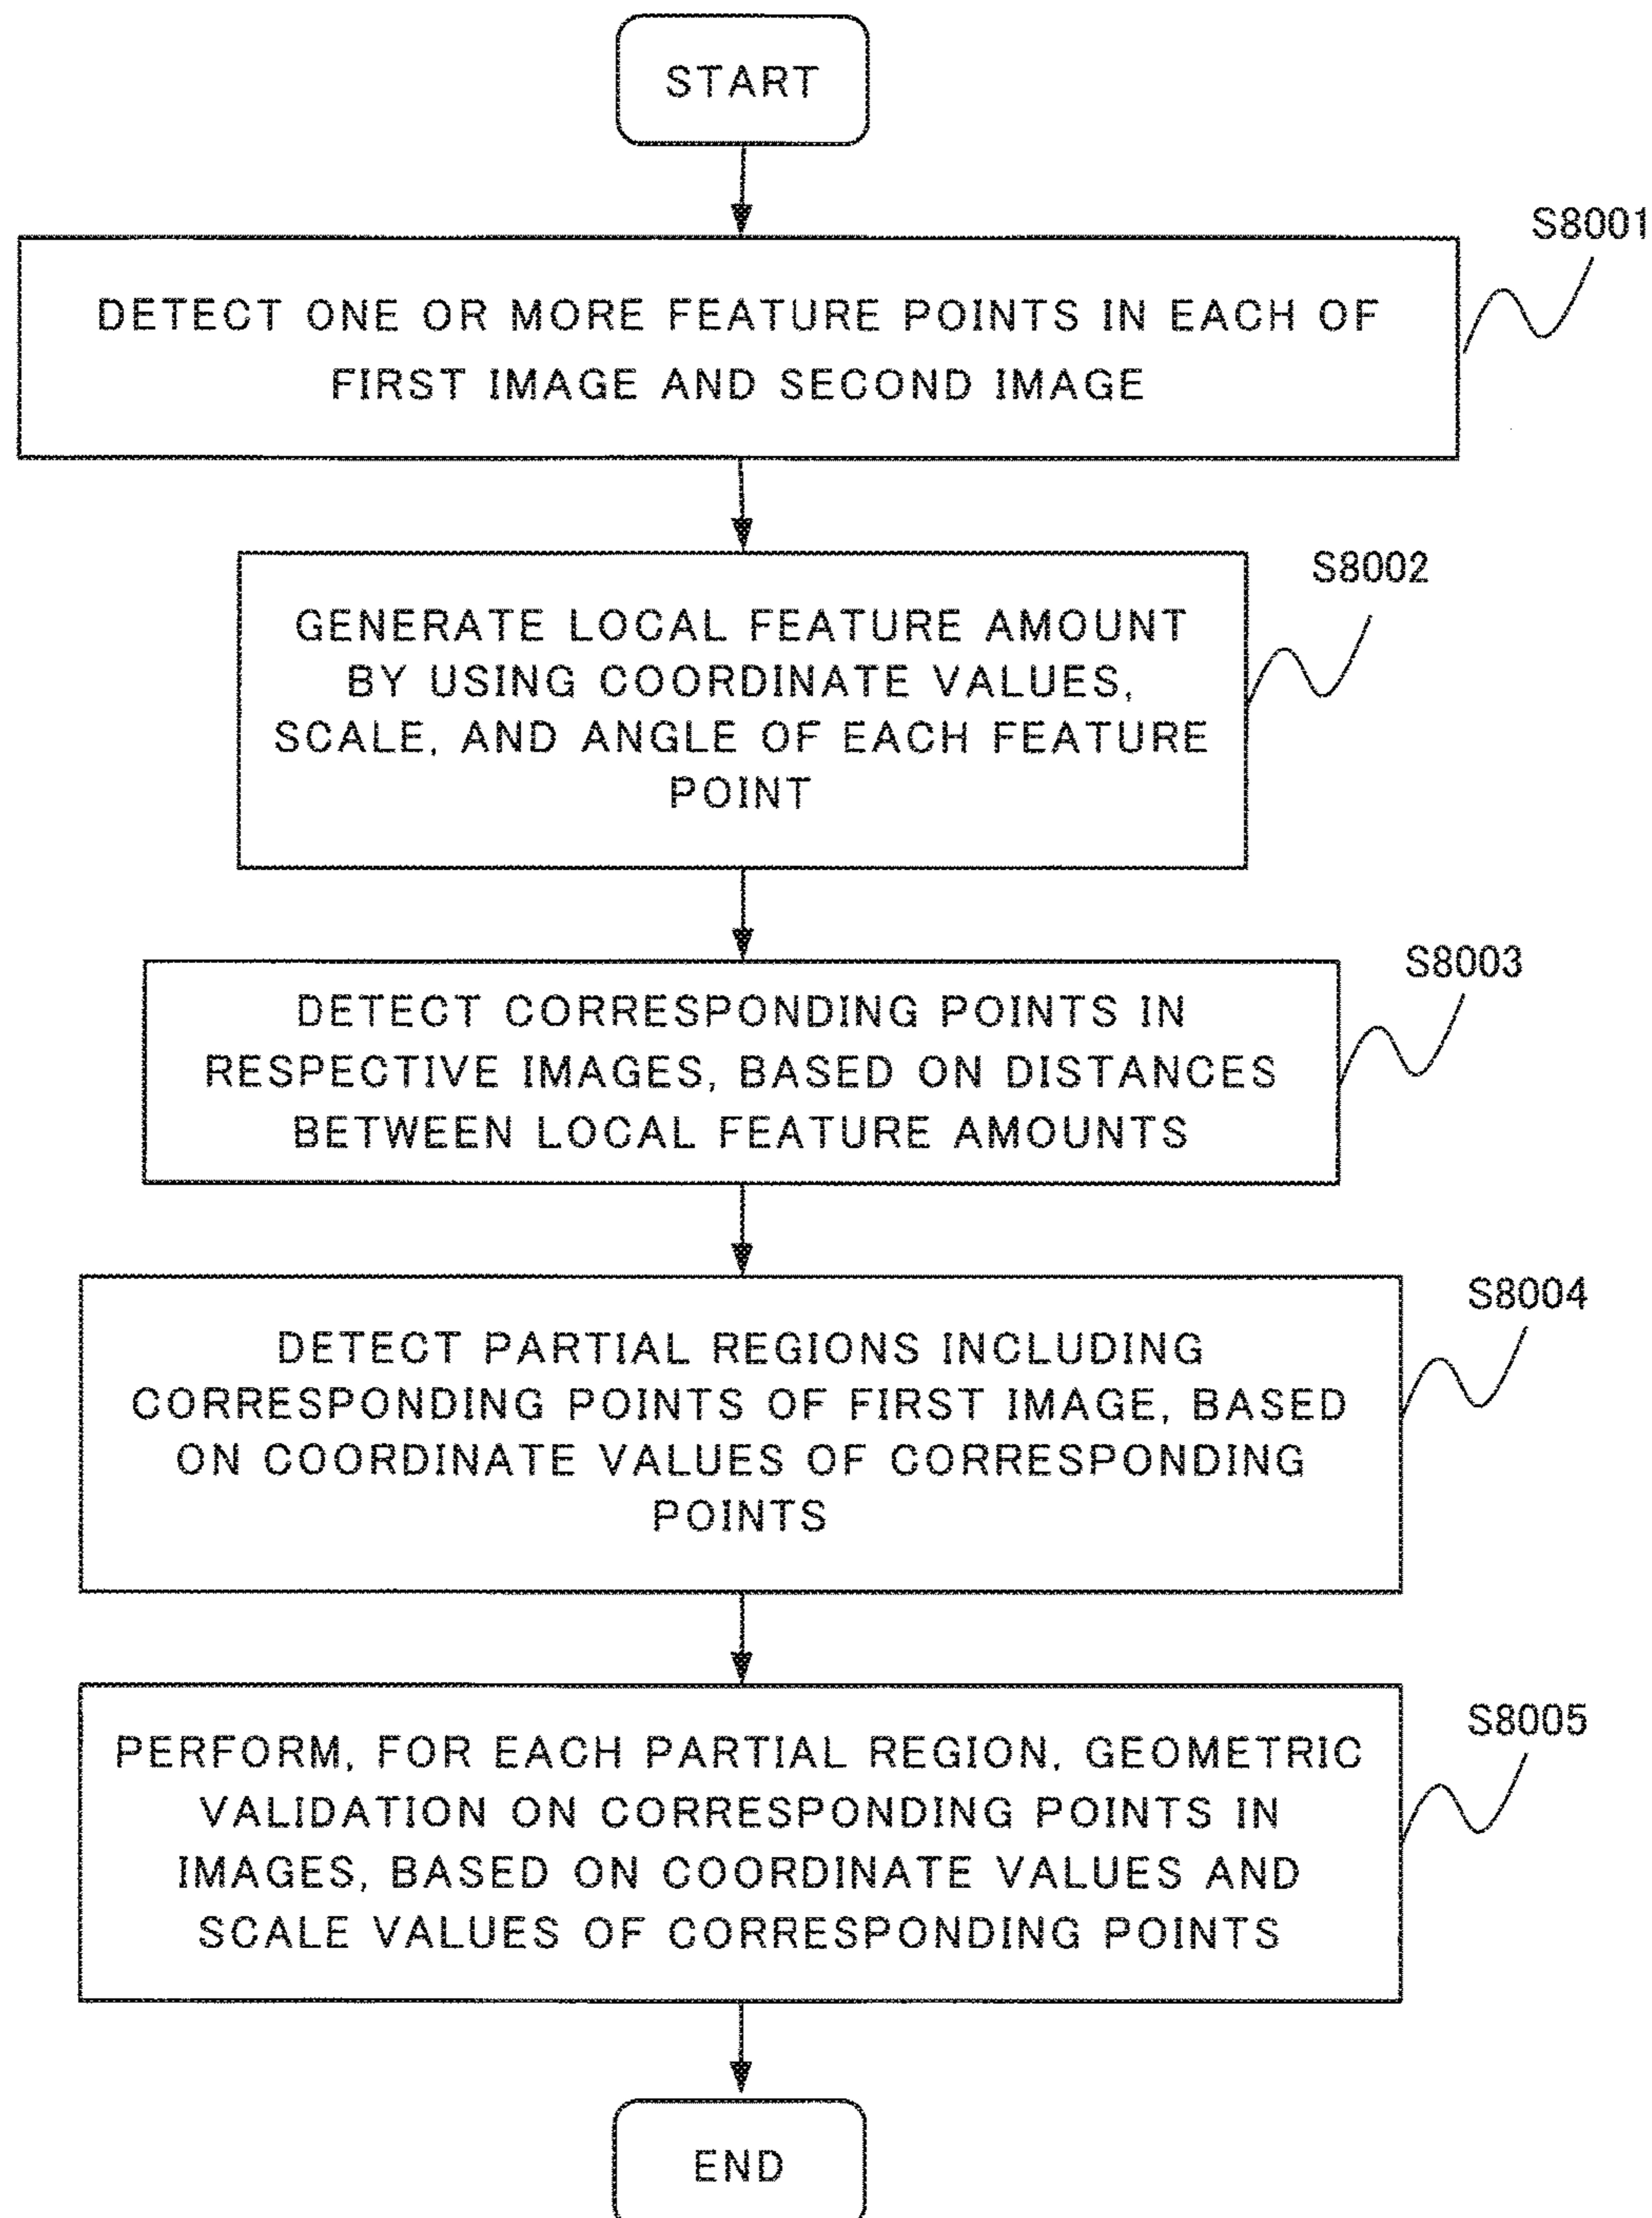 START
S8001
DETECT ONE OR MORE FEATURE POINTS IN EACH OF
FIRST IMAGE AND SECOND IMAGE
S8002
GENERATE LOCAL FEATURE AMOUNT
BY USING COORDINATE VALUES,
SCALE, AND ANGLE OF EACH FEATURE
POINT
S8003
DETECT CORRESPONDING POINTS IN
RESPECTIVE IMAGES, BASED ON DISTANCES
BETWEEN LOCAL FEATURE AMOUNTS
S8004
DETECT PARTIAL REGIONS INCLUDING
CORRESPONDING POINTS OF FIRST IMAGE, BASED
ON COORDINATE VALUES OF CORRESPONDING
POINTS
S8005
PERFORM, FOR EACH PARTIAL REGION, GEOMETRIC
VALIDATION ON CORRESPONDING POINTS IN
IMAGES, BASED ON COORDINATE VALUES AND
SCALE VALUES OF CORRESPONDING POINTS
END